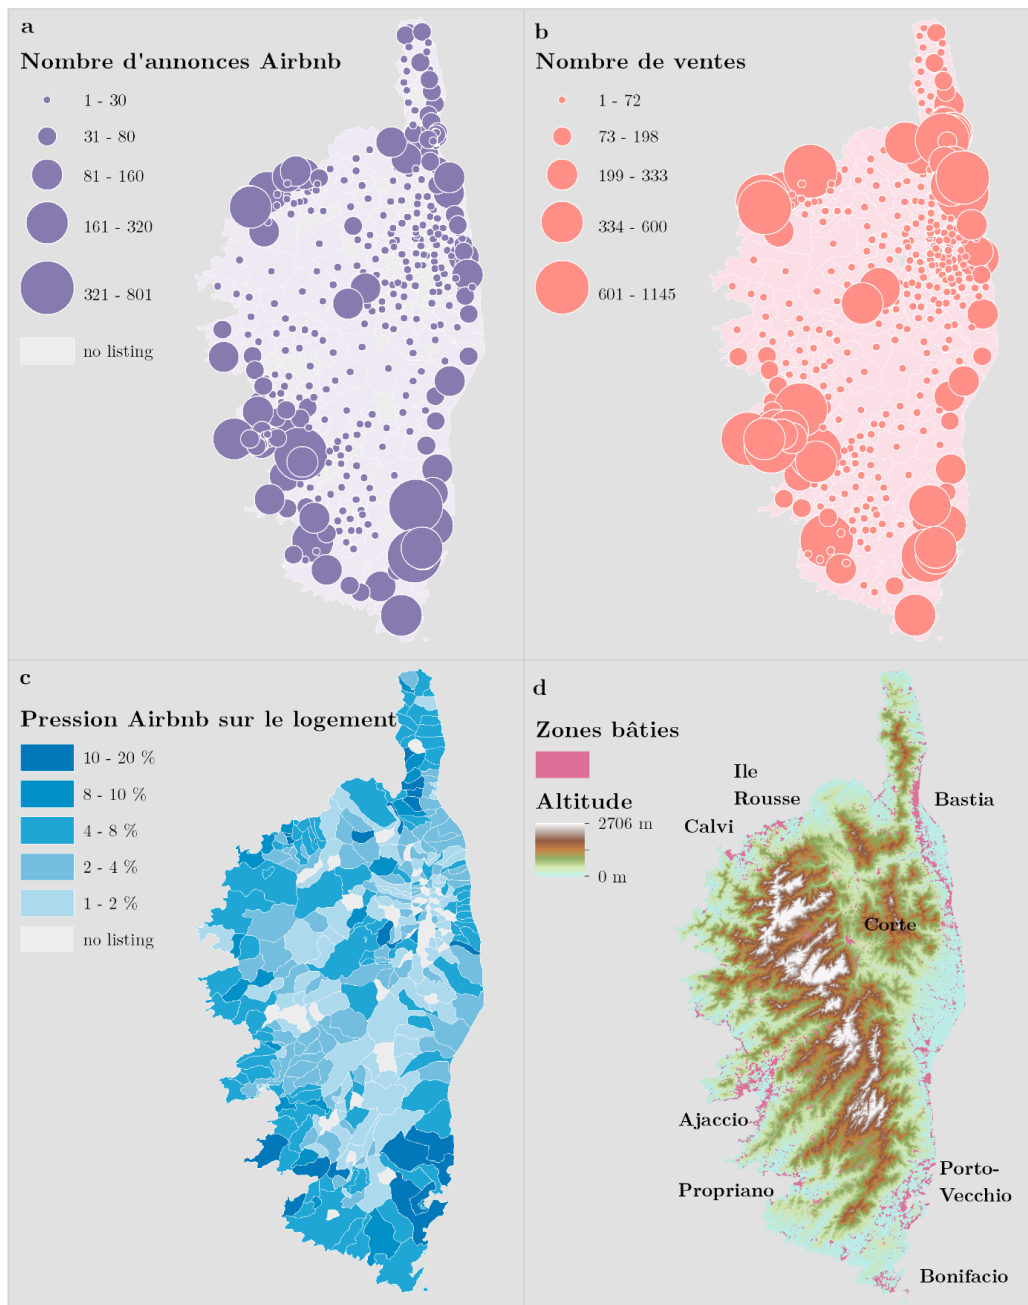 a
Nombre d'annonces Airbnb
1 - 30
31 - 80
81 - 160
161 - 320
321 - 801
no listing
b
Nombre de ventes
1 - 72
73 - 198
199 - 333
334 - 600
601 - 1145
c
Pression Airbnb sur le logement
10 - 20 %
8 - 10 %
4 - 8 %
2 - 4 %
1 - 2 %
no listing
d
Zones bâties
Altitude
2706 m
0 m
Ile
Rousse
Calvi
Bastia
Corte
Ajaccio
Propriano
Porto-
Vecchio
Bonifacio